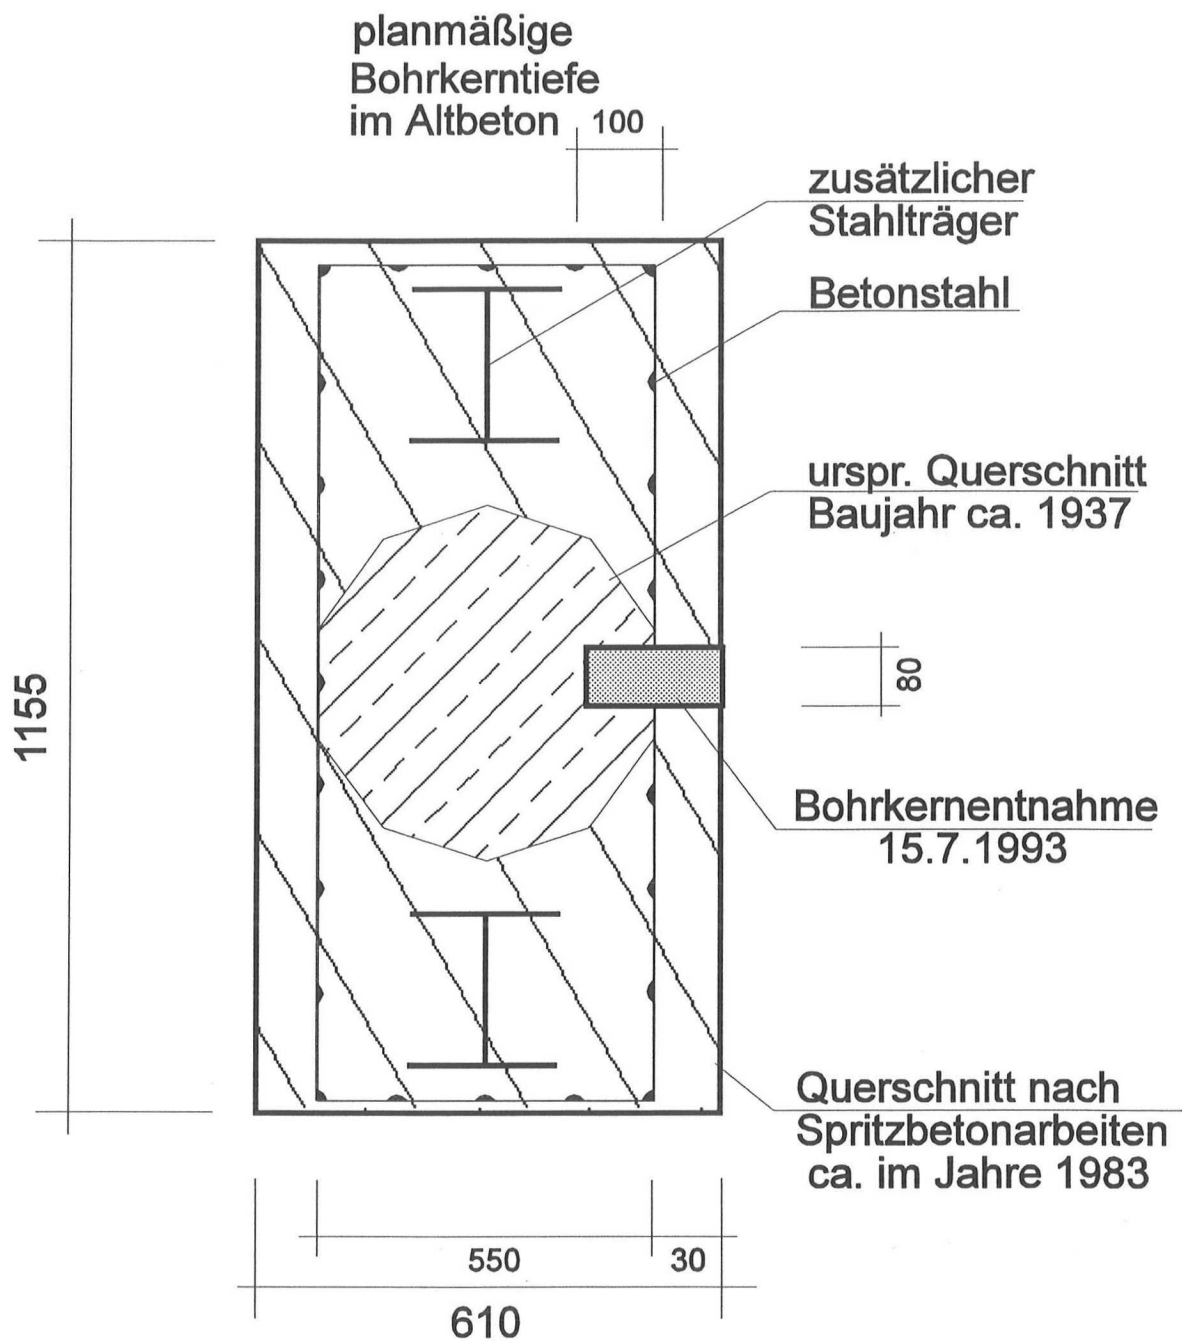 planmäßige
Bohrkerntiefe
im Altbeton
100
zusätzlicher
Stahlträger
Betonstahl
urspr. Querschnitt
Baujahr ca. 1937
80
1155
Bohrkernentnahme
15.7.1993
Querschnitt nach
Spritzbetonarbeiten
ca. im Jahre 1983
550
30
610